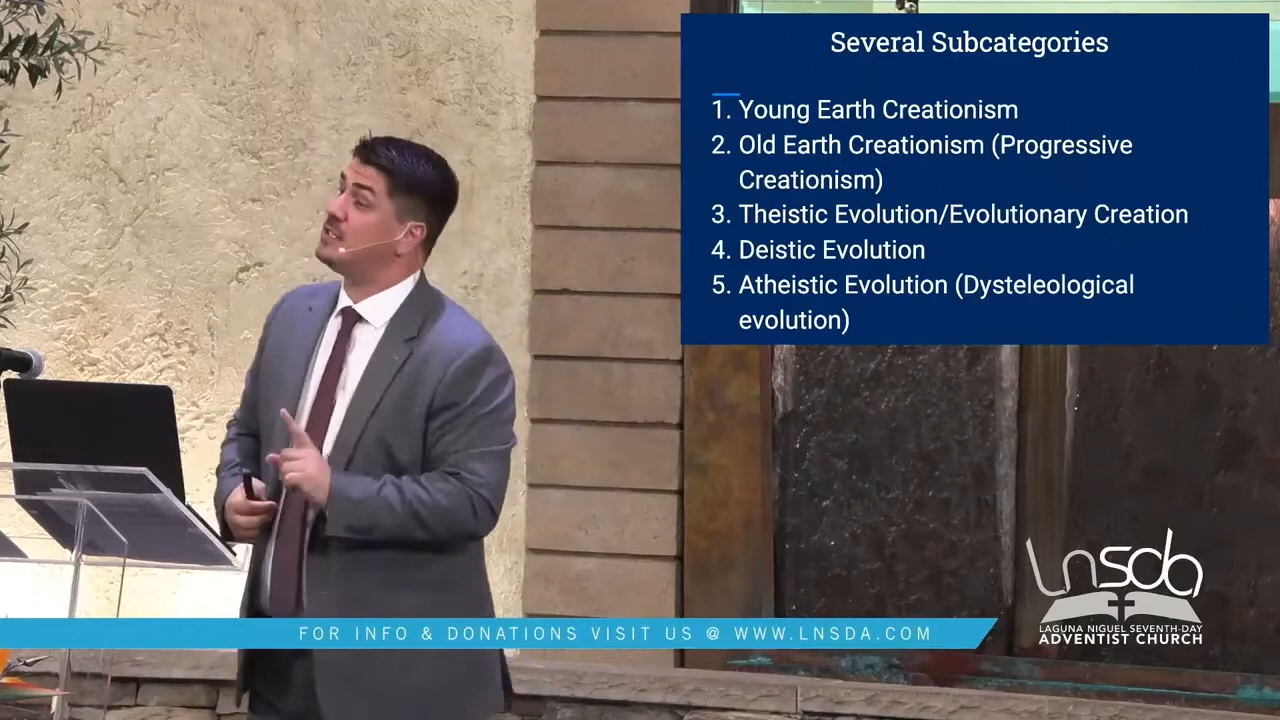 Several Subcategories
1. Young Earth Creationism
2. Old Earth Creationism (Progressive
Creationism)
3. Theistic Evolution/Evolutionary Creation
4. Deistic Evolution
5. Atheistic Evolution (Dysteleological
evolution)
FOR INFO & DONATIONS VISIT US @ WWW.LNSDA.COM
LNSDA
LAGUNA NIGUEL SEVENTH-DAY
ADVENTIST CHURCH